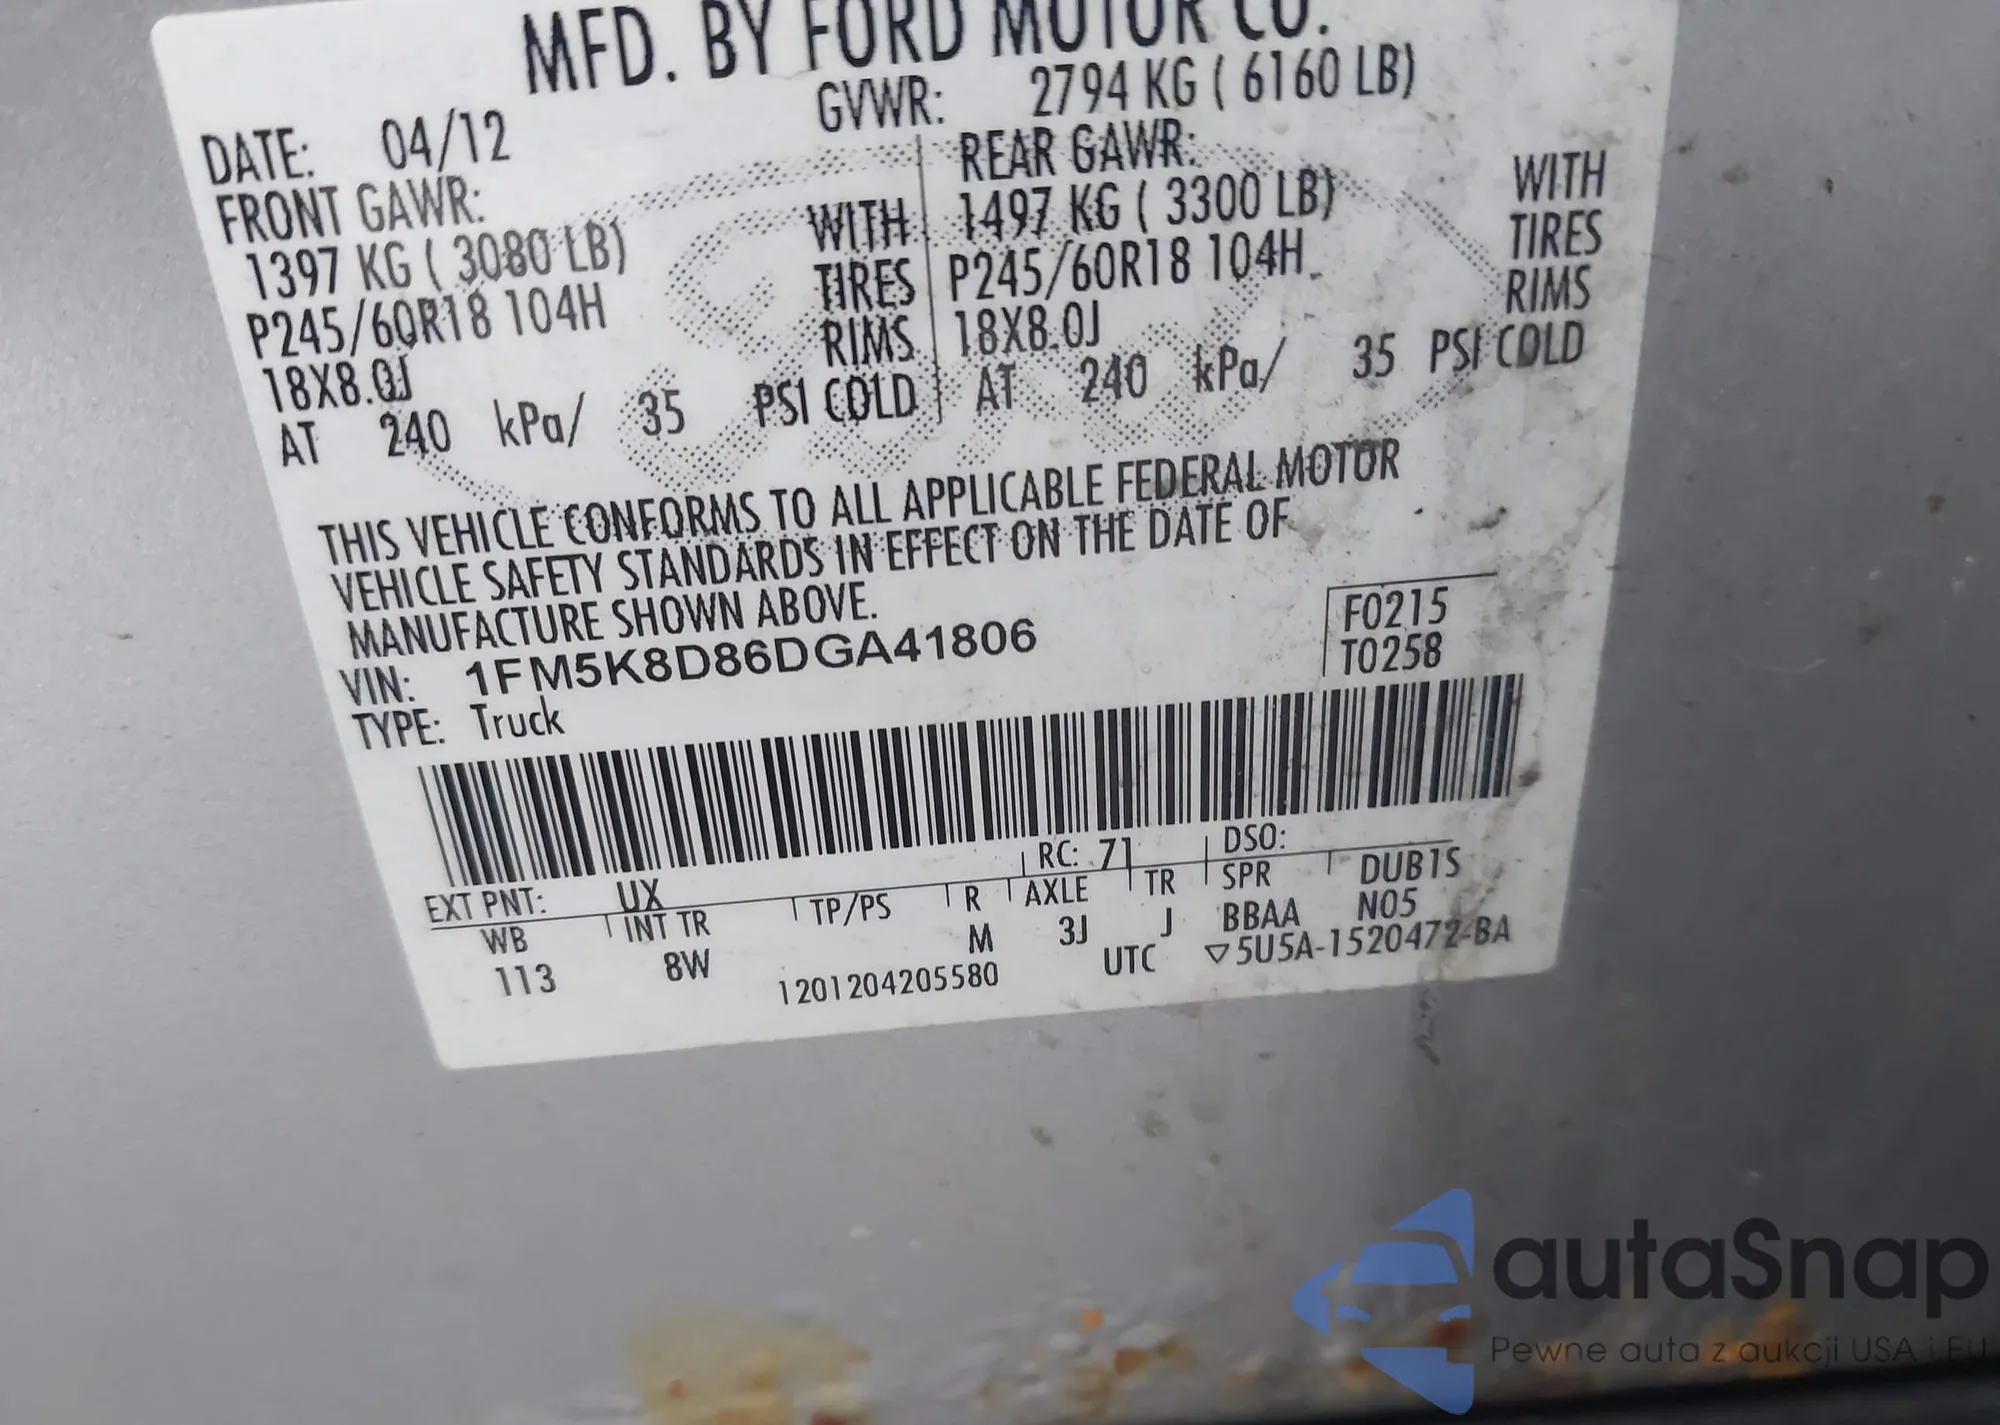 MFD. BY FORD MOTOR CO.
DATE: 04/12 GVWR: 2794 KG ( 6160 LB)
FRONT GAWR: REAR GAWR:
1397 KG ( 3080 LB) WITH 1497 KG ( 3300 LB) WITH
P245/60R18 104H TIRES P245/60R18 104H TIRES
18X8.0J RIMS 18X8.0J RIMS
AT 240 kPa/ 35 PSI COLD AT 240 kPa/ 35 PSI COLD
THIS VEHICLE CONFORMS TO ALL APPLICABLE FEDERAL MOTOR
VEHICLE SAFETY STANDARDS IN EFFECT ON THE DATE OF
MANUFACTURE SHOWN ABOVE.
VIN: 1FM5K8D86DGA41806 F0215
TYPE: Truck T0258
EXT PNT: UX RC: 71 DSO:
WB INT TR TP/PS R AXLE TR SPR DUB1S
113 8W M 3J J BBAA N05
1201204205580 UTC ▽5U5A-1520472-BA
autaSnap
Pewne auta z aukcji USA i EU